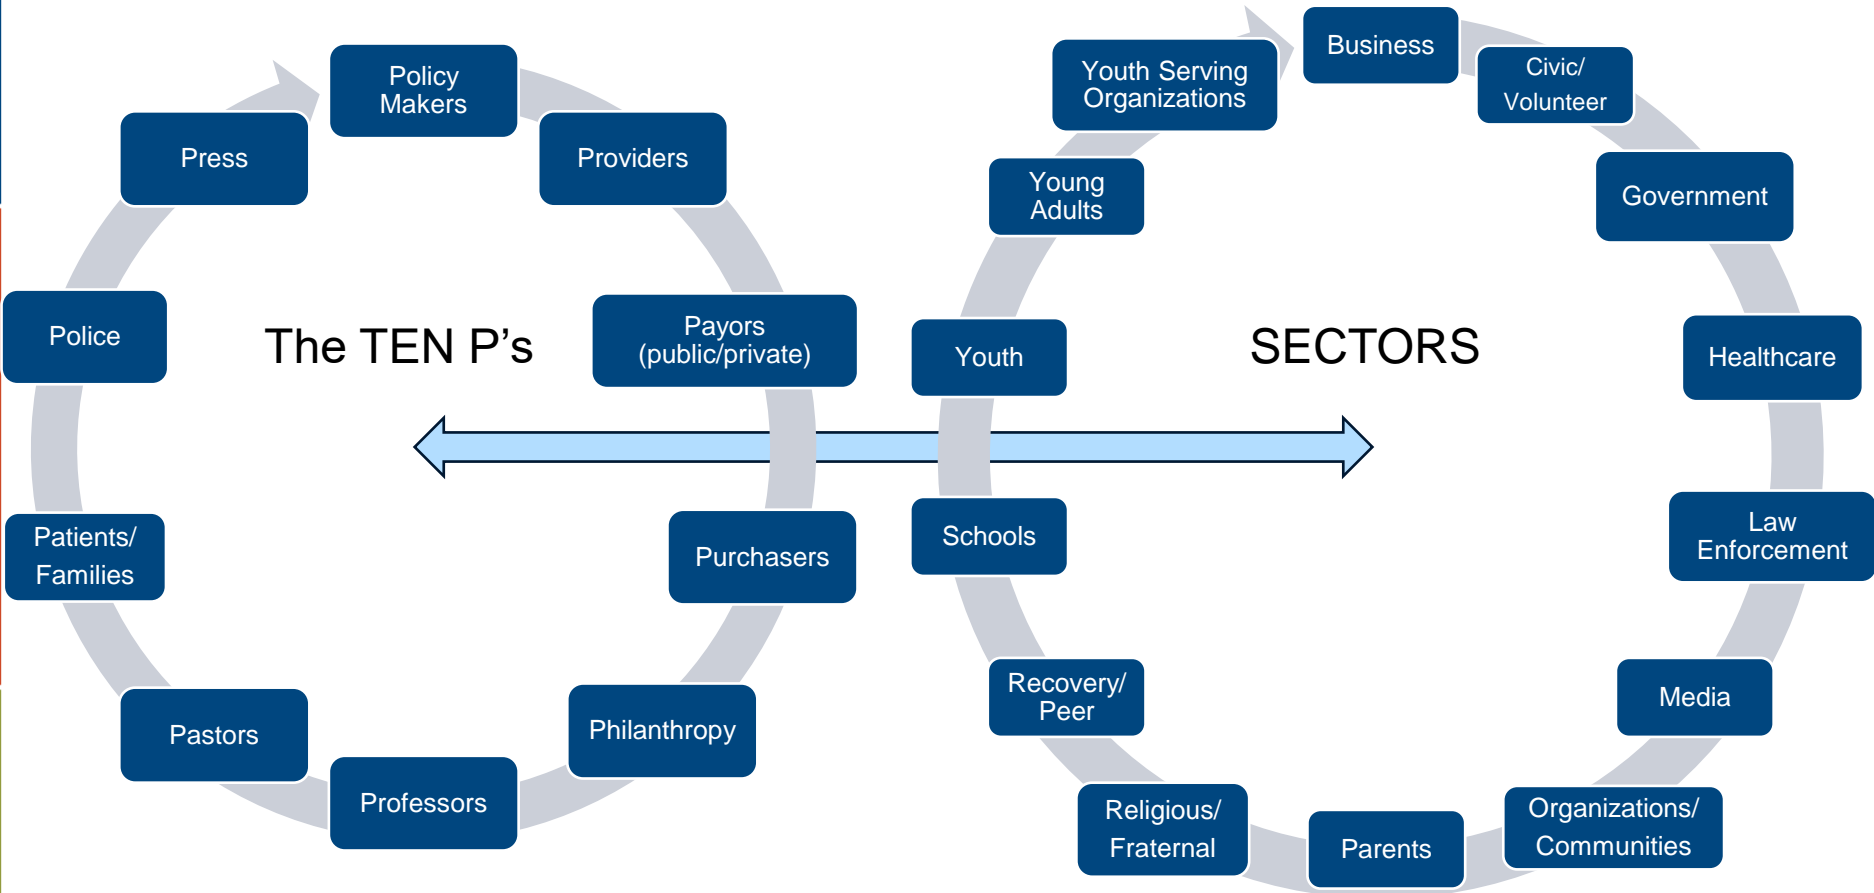 The TEN P’s
Policy
Makers
Providers
Payors
(public/private)
Purchasers
Philanthropy
Professors
Pastors
Patients/
Families
Police
Press
SECTORS
Business
Civic/
Volunteer
Government
Healthcare
Law
Enforcement
Media
Organizations/
Communities
Parents
Religious/
Fraternal
Recovery/
Peer
Schools
Youth
Young
Adults
Youth Serving
Organizations